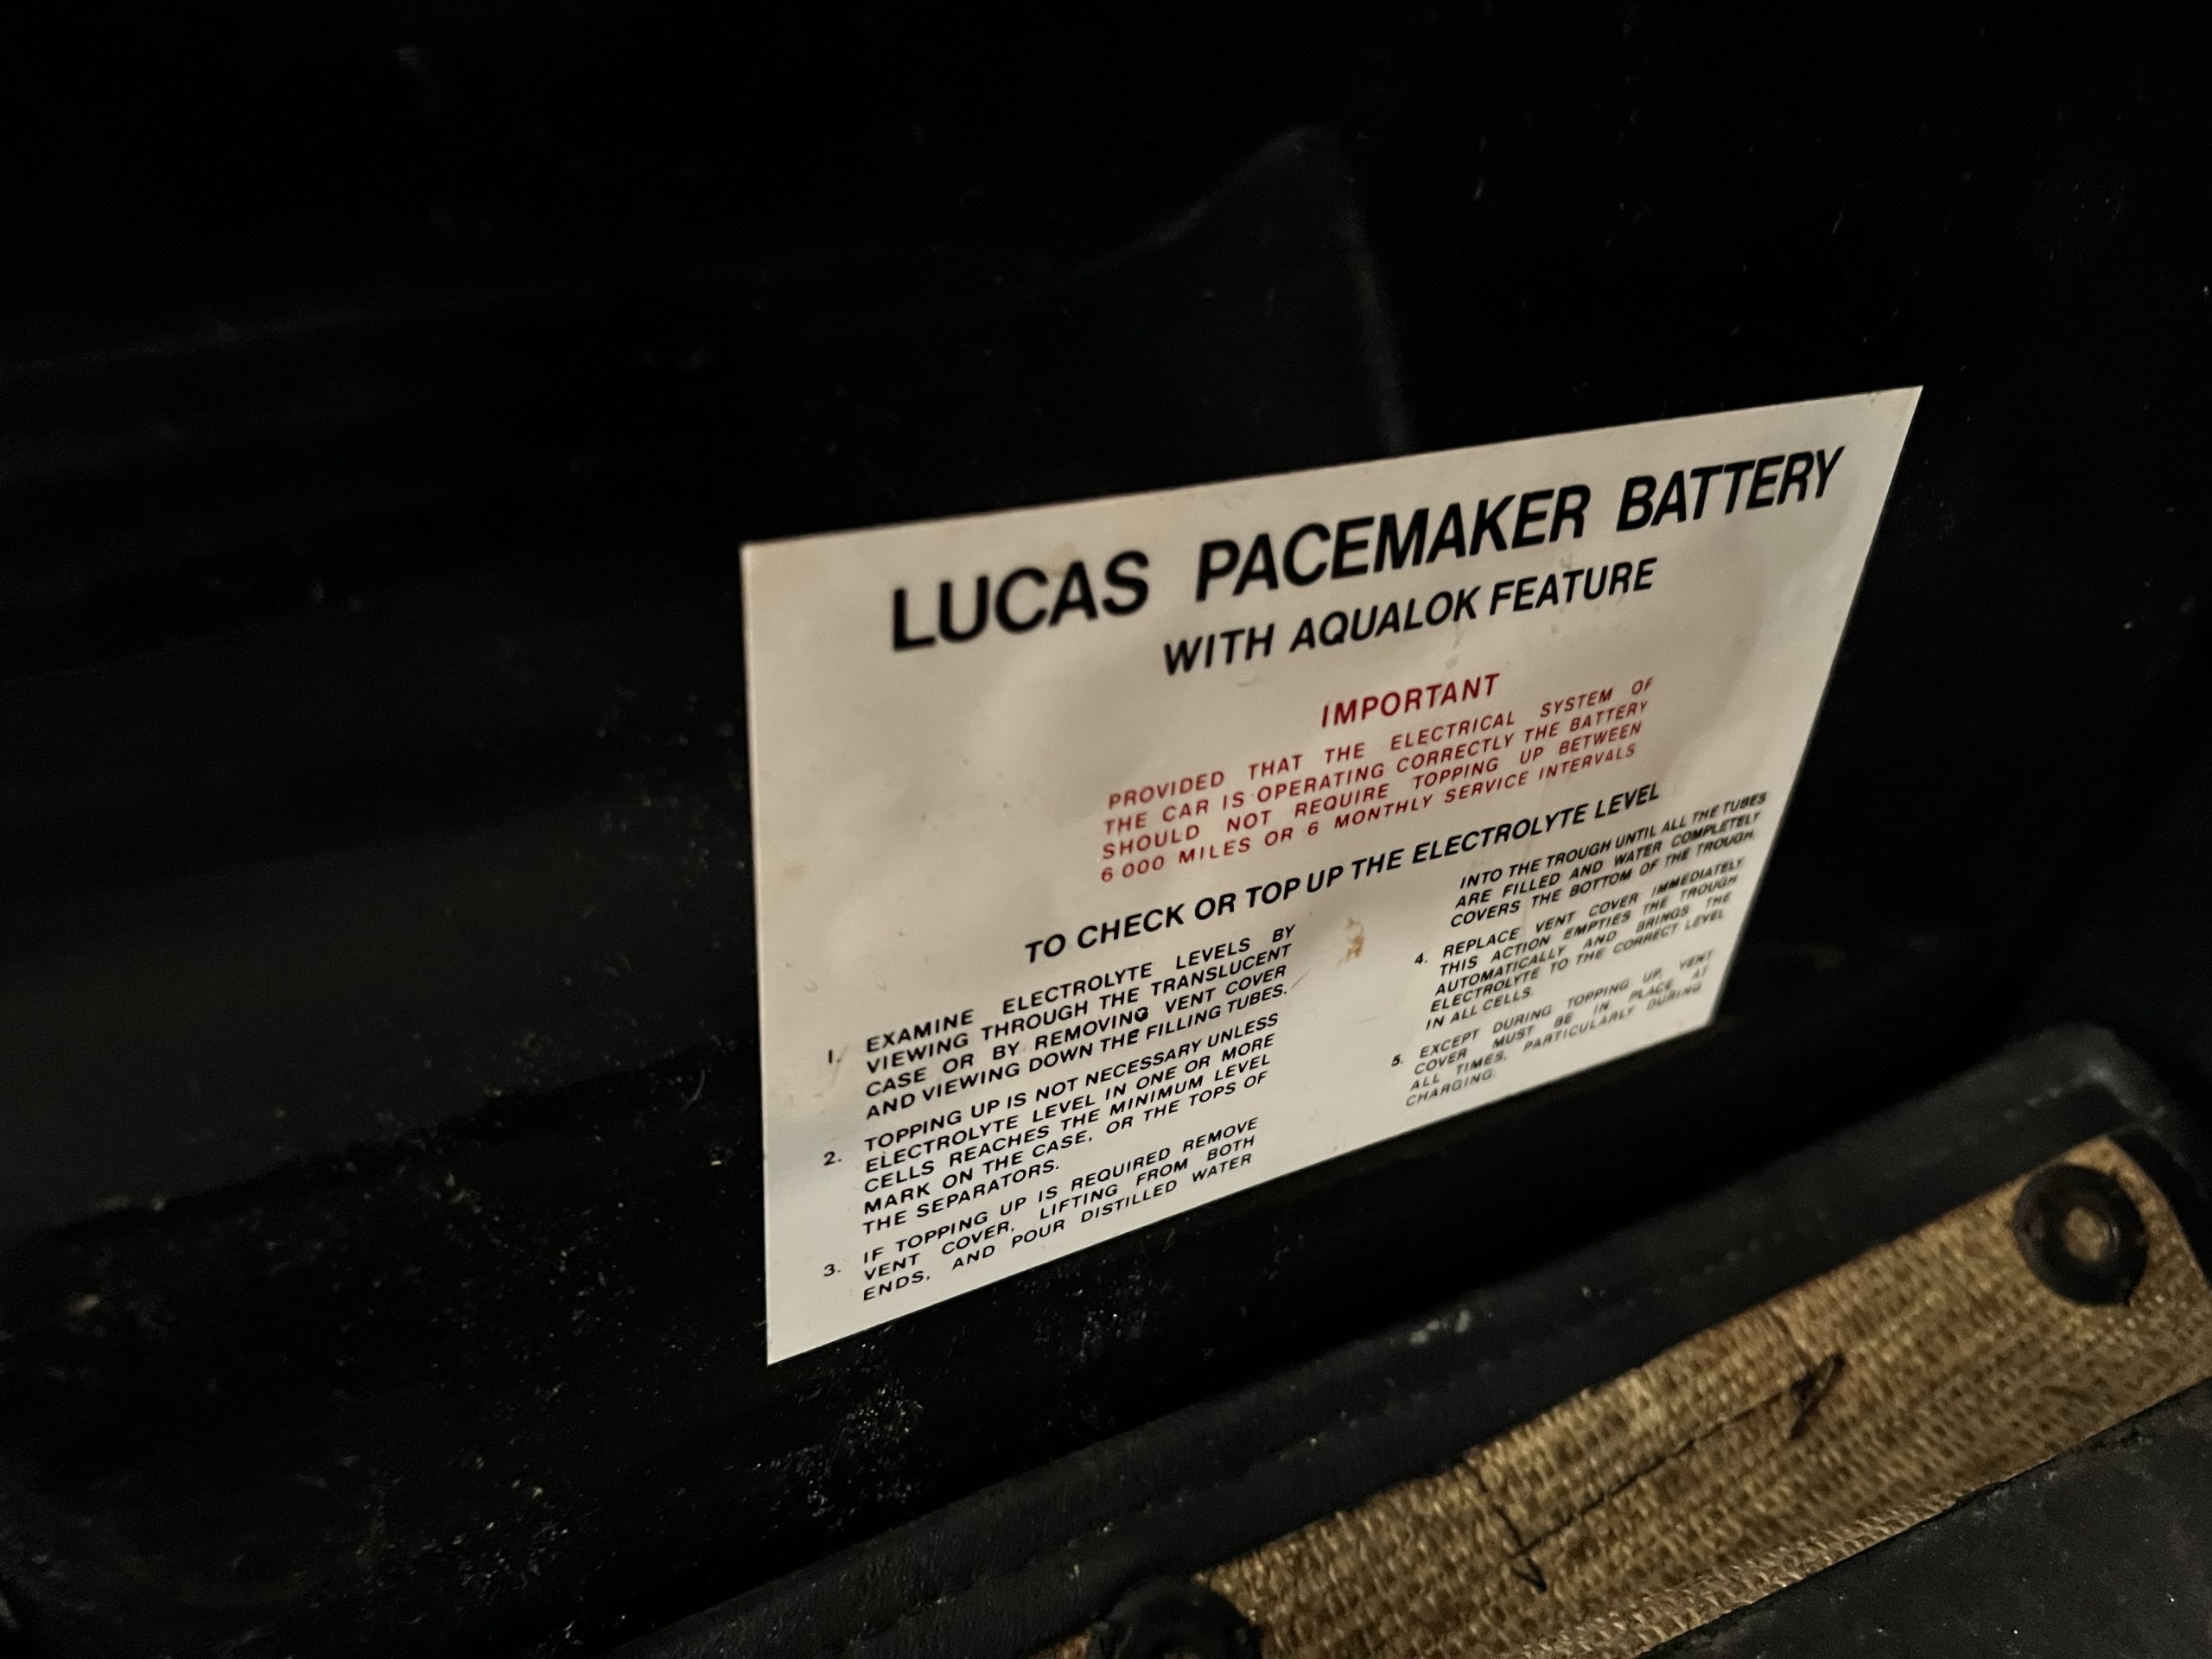 LUCAS PACEMAKER BATTERY
WITH AQUALOK FEATURE
IMPORTANT
PROVIDED THAT THE ELECTRICAL SYSTEM OF
THE CAR IS OPERATING CORRECTLY THE BATTERY
SHOULD NOT REQUIRE TOPPING UP BETWEEN
6·000 MILES OR 6 MONTHLY SERVICE INTERVALS
TO CHECK OR TOP UP THE ELECTROLYTE LEVEL
1. EXAMINE ELECTROLYTE LEVELS BY
VIEWING THROUGH THE TRANSLUCENT
CASE OR BY REMOVING VENT COVER
AND VIEWING DOWN THE FILLING TUBES.
2. TOPPING UP IS NOT NECESSARY UNLESS
ELECTROLYTE LEVEL IN ONE OR MORE
CELLS REACHES THE MINIMUM LEVEL
MARK ON THE CASE, OR THE TOPS OF
THE SEPARATORS.
3. IF TOPPING UP IS REQUIRED REMOVE
VENT COVER, LIFTING FROM BOTH
ENDS, AND POUR DISTILLED WATER
INTO THE TROUGH UNTIL ALL THE TUBES
ARE FILLED AND WATER COMPLETELY
COVERS THE BOTTOM OF THE TROUGH.
4. REPLACE VENT COVER IMMEDIATELY
THIS ACTION EMPTIES THE TROUGH
AUTOMATICALLY AND BRINGS THE
ELECTROLYTE TO THE CORRECT LEVEL
IN ALL CELLS.
5. EXCEPT DURING TOPPING UP, VENT
COVER MUST BE IN PLACE AT
ALL TIMES, PARTICULARLY DURING
CHARGING.